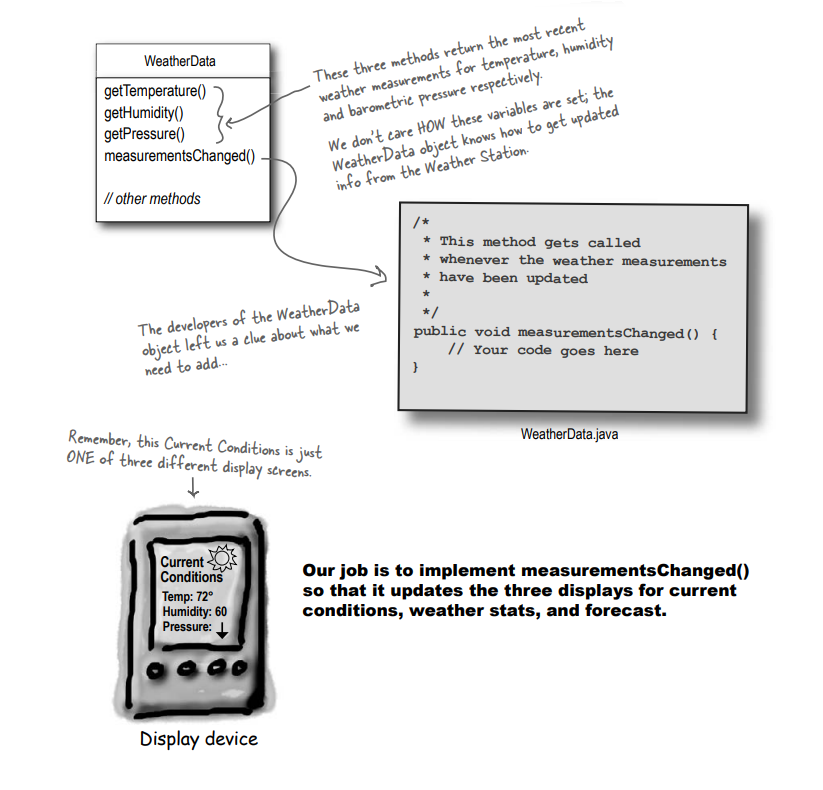 WeatherData
getTemperature()
getHumidity()
getPressure()
measurementsChanged()
// other methods
These three methods return the most recent
weather measurements for temperature, humidity
and barometric pressure respectively.
We don't care HOW these variables are set; the
WeatherData object knows how to get updated
info from the Weather Station.
/*
* This method gets called
* whenever the weather measurements
* have been updated
*
*/
public void measurementsChanged() {
// Your code goes here
}
WeatherData.java
The developers of the WeatherData
object left us a clue about what we
need to add...
Remember, this Current Conditions is just
ONE of three different display screens.
Current
Conditions
Temp: 72°
Humidity: 60
Pressure:
Display device
Our job is to implement measurementsChanged()
so that it updates the three displays for current
conditions, weather stats, and forecast.